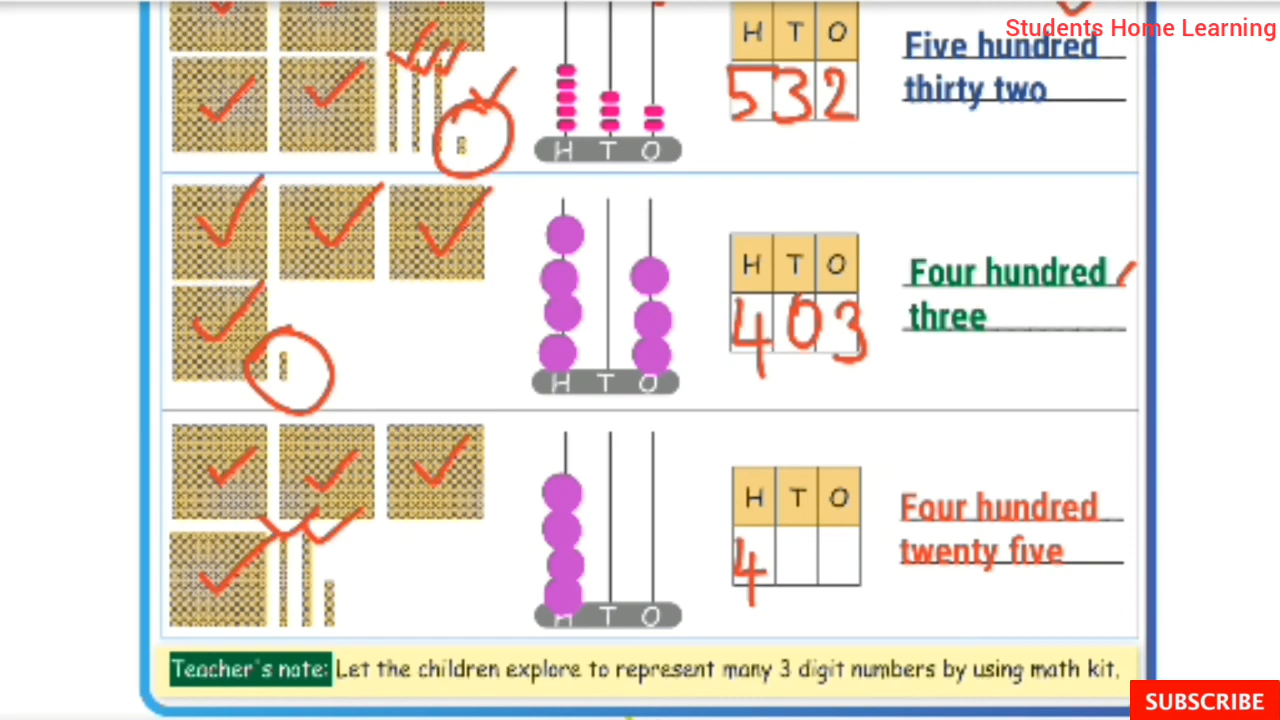 Students Home Learning
H T O
Five hundred
532
thirty two
H T O
H T O
Four hundred
403
three
H T O
H T O
Four hundred
4
twenty five
H T O
Teacher's note: Let the children explore to represent many 3 digit numbers by using math kit.
SUBSCRIBE